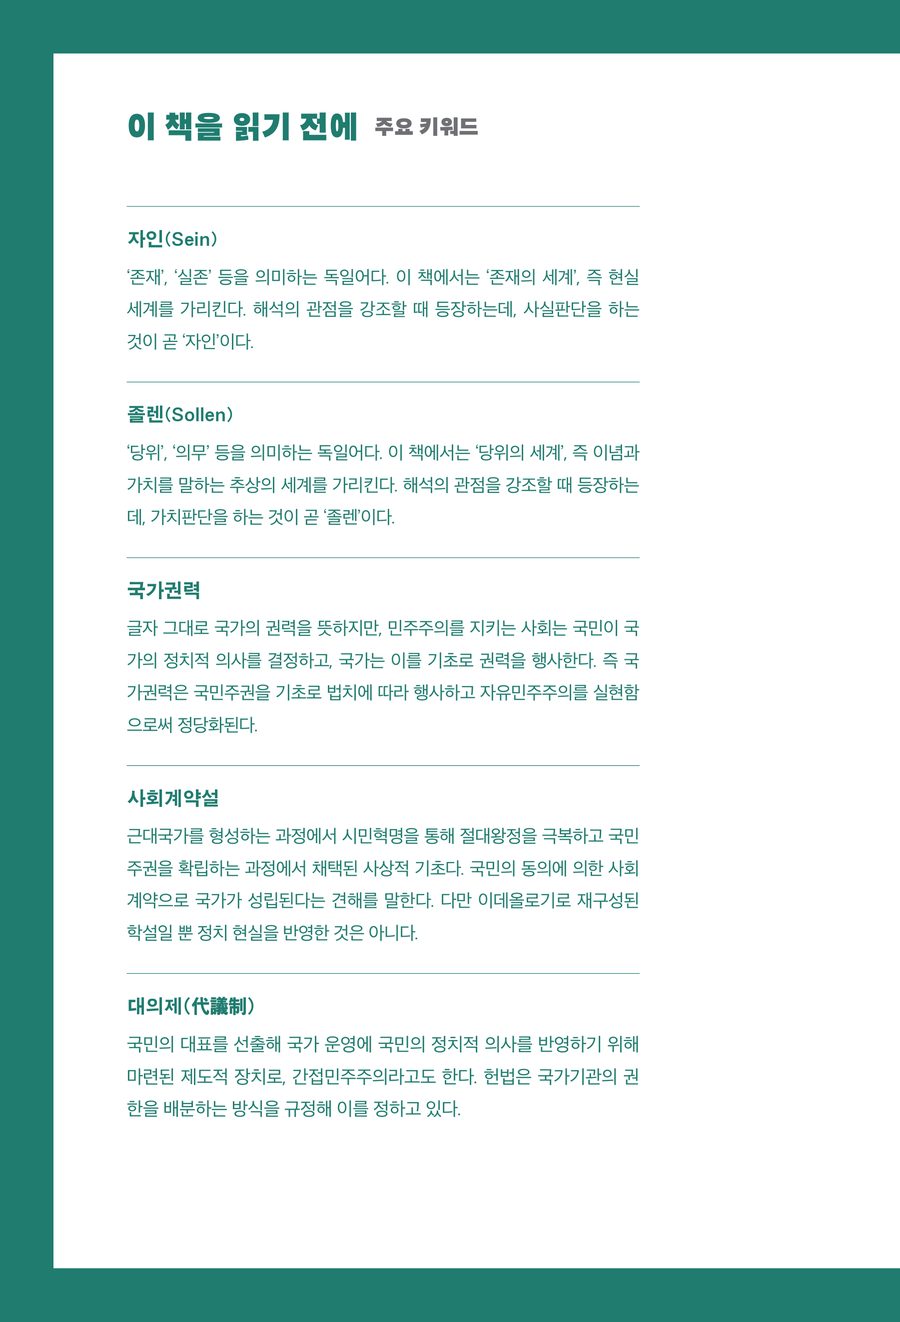 이 책을 읽기 전에 주요 키워드
자인(Sein)
‘존재’, ‘실존’ 등을 의미하는 독일어다. 이 책에서는 ‘존재의 세계’, 즉 현실
세계를 가리킨다. 해석의 관점을 강조할 때 등장하는데, 사실판단을 하는
것이 곧 ‘자인’이다.
졸렌(Sollen)
‘당위’, ‘의무’ 등을 의미하는 독일어다. 이 책에서는 ‘당위의 세계’, 즉 이념과
가치를 말하는 추상의 세계를 가리킨다. 해석의 관점을 강조할 때 등장하는
데, 가치판단을 하는 것이 곧 ‘졸렌’이다.
국가권력
글자 그대로 국가의 권력을 뜻하지만, 민주주의를 지키는 사회는 국민이 국
가의 정치적 의사를 결정하고, 국가는 이를 기초로 권력을 행사한다. 즉 국
가권력은 국민주권을 기초로 법치에 따라 행사하고 자유민주주의를 실현함
으로써 정당화된다.
사회계약설
근대국가를 형성하는 과정에서 시민혁명을 통해 절대왕정을 극복하고 국민
주권을 확립하는 과정에서 채택된 사상적 기초다. 국민의 동의에 의한 사회
계약으로 국가가 성립된다는 견해를 말한다. 다만 이데올로기로 재구성된
학설일 뿐 정치 현실을 반영한 것은 아니다.
대의제(代議制)
국민의 대표를 선출해 국가 운영에 국민의 정치적 의사를 반영하기 위해
마련된 제도적 장치로, 간접민주주의라고도 한다. 헌법은 국가기관의 권
한을 배분하는 방식을 규정해 이를 정하고 있다.